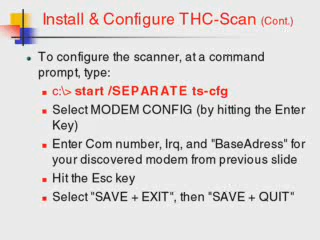 Install & Configure THC-Scan (Cont.)
To configure the scanner, at a command
prompt, type:
c:\> start /SEPARATE ts-cfg
Select MODEM CONFIG (by hitting the Enter
Key)
Enter Com number, Irq, and "BaseAdress" for
your discovered modem from previous slide
Hit the Esc key
Select "SAVE + EXIT", then "SAVE + QUIT"